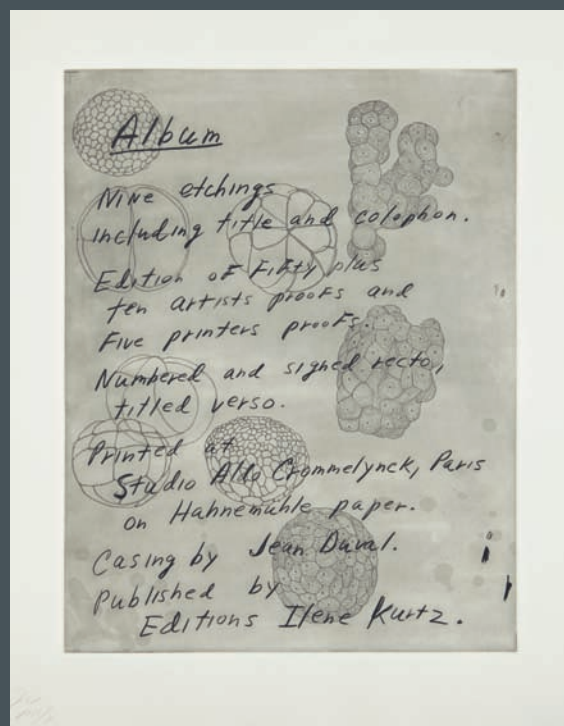 Album
Nine etchings
including title and colophon.
Edition of Fifty plus
ten artists proofs and
Five printers proofs
Numbered and signed recto,
titled verso.
Printed at
Studio Aldo Crommelynck, Paris
on Hahnemühle paper.
Casing by Jean Duval.
Published by
Editions Ilene Kurtz.